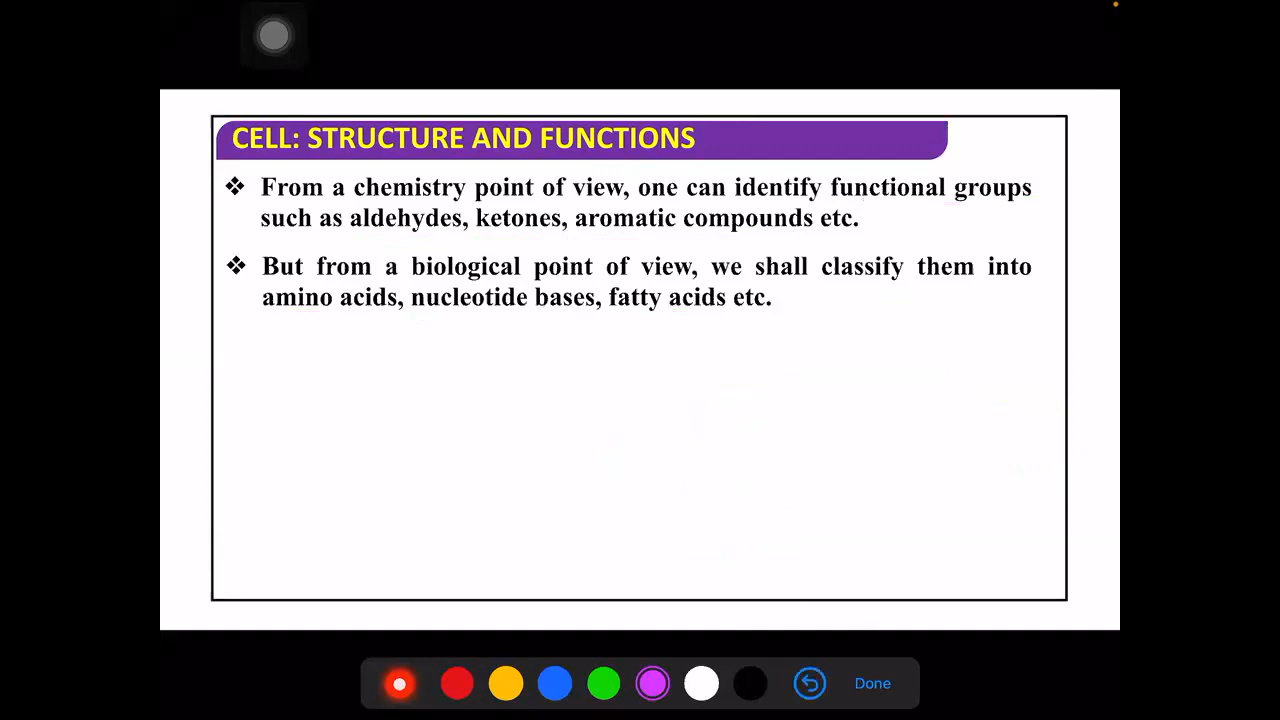 CELL: STRUCTURE AND FUNCTIONS
❖ From a chemistry point of view, one can identify functional groups
such as aldehydes, ketones, aromatic compounds etc.
❖ But from a biological point of view, we shall classify them into
amino acids, nucleotide bases, fatty acids etc.
Done